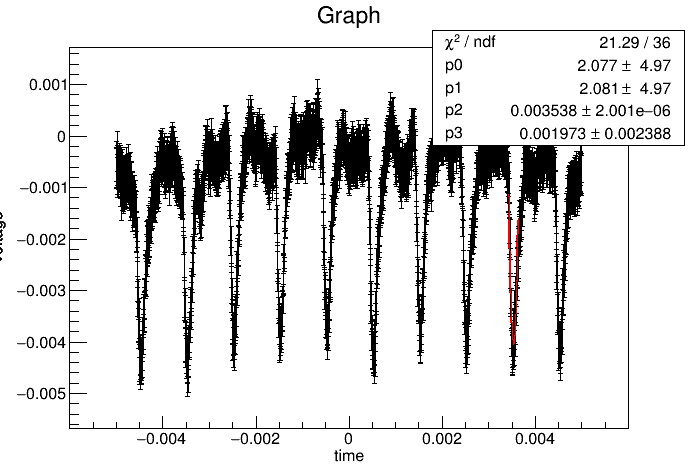 Graph
χ² / ndf 21.29 / 36
p0 2.077 ± 4.97
p1 2.081 ± 4.97
p2 0.003538 ± 2.001e−06
p3 0.001973 ± 0.002388
0.001
0
−0.001
−0.002
−0.003
−0.004
−0.005
−0.004 −0.002 0 0.002 0.004
time